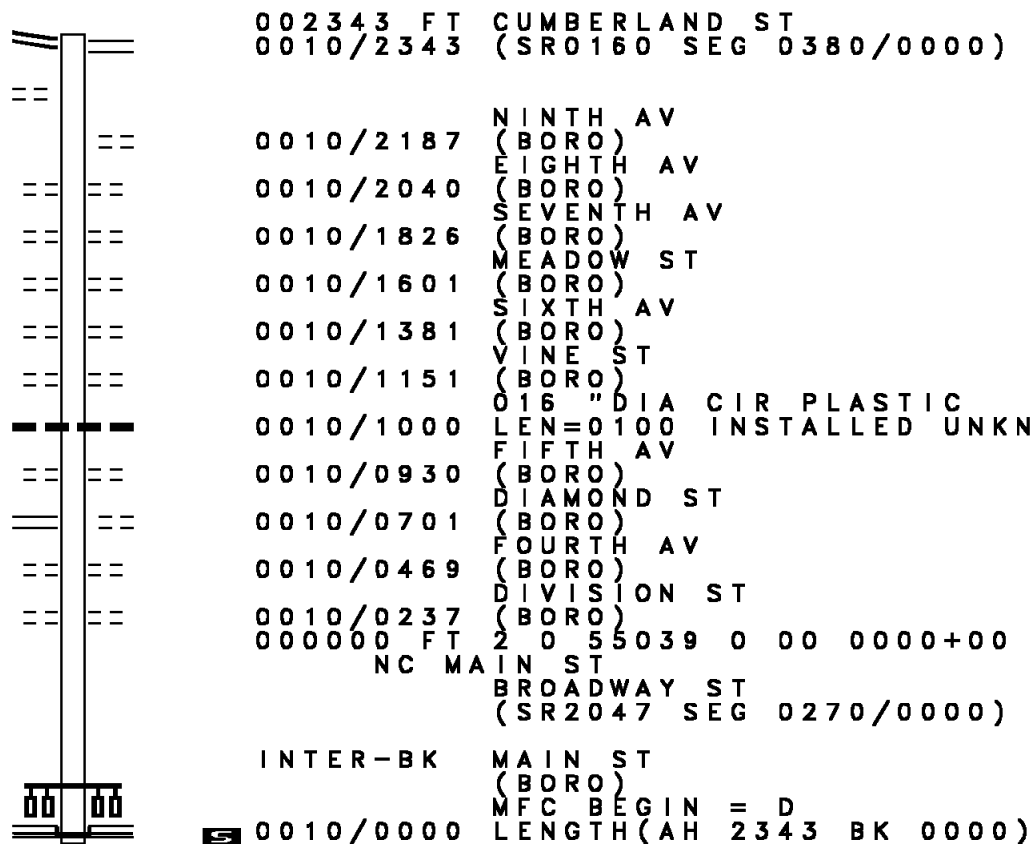 002343 FT CUMBERLAND ST
0010/2343 (SR0160 SEG 0380/0000)
NINTH AV
0010/2187 (BORO)
EIGHTH AV
0010/2040 (BORO)
SEVENTH AV
0010/1826 (BORO)
MEADOW ST
0010/1601 (BORO)
SIXTH AV
0010/1381 (BORO)
VINE ST
0010/1151 (BORO)
016 "DIA CIR PLASTIC
0010/1000 LEN=0100 INSTALLED UNKN
FIFTH AV
0010/0930 (BORO)
DIAMOND ST
0010/0701 (BORO)
FOURTH AV
0010/0469 (BORO)
DIVISION ST
0010/0237 (BORO)
000000 FT 2 0 55039 0 00 0000+00
NC MAIN ST
BROADWAY ST
(SR2047 SEG 0270/0000)
INTER-BK MAIN ST
(BORO)
MFC BEGIN = D
S 0010/0000 LENGTH(AH 2343 BK 0000)